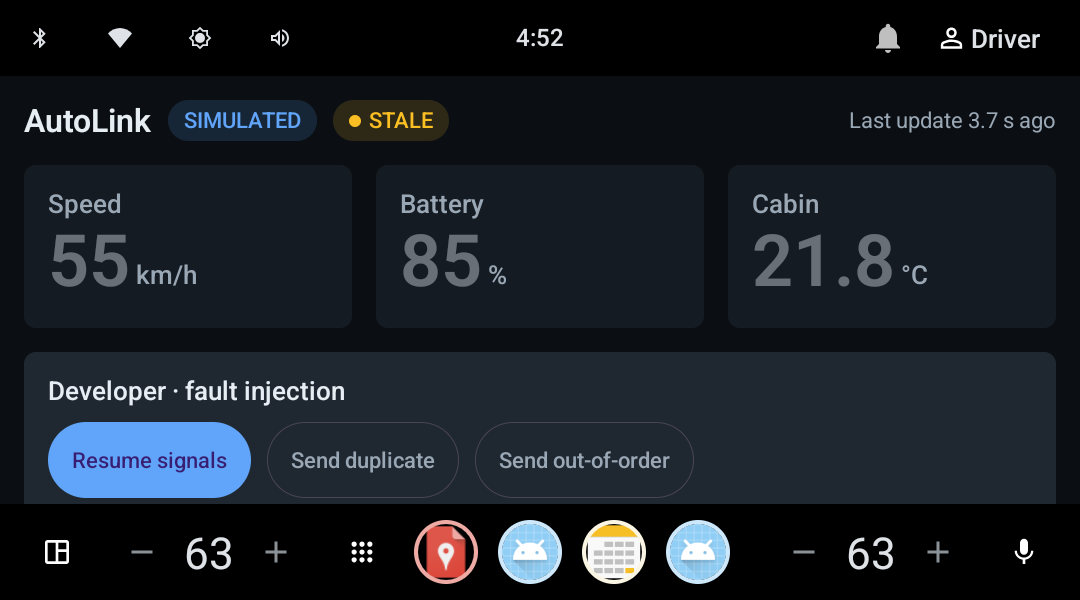 4:52
Driver
AutoLink
SIMULATED
STALE
Last update 3.7 s ago
Speed
55 km/h
Battery
85 %
Cabin
21.8 °C
Developer · fault injection
Resume signals
Send duplicate
Send out-of-order
− 63 +
− 63 +